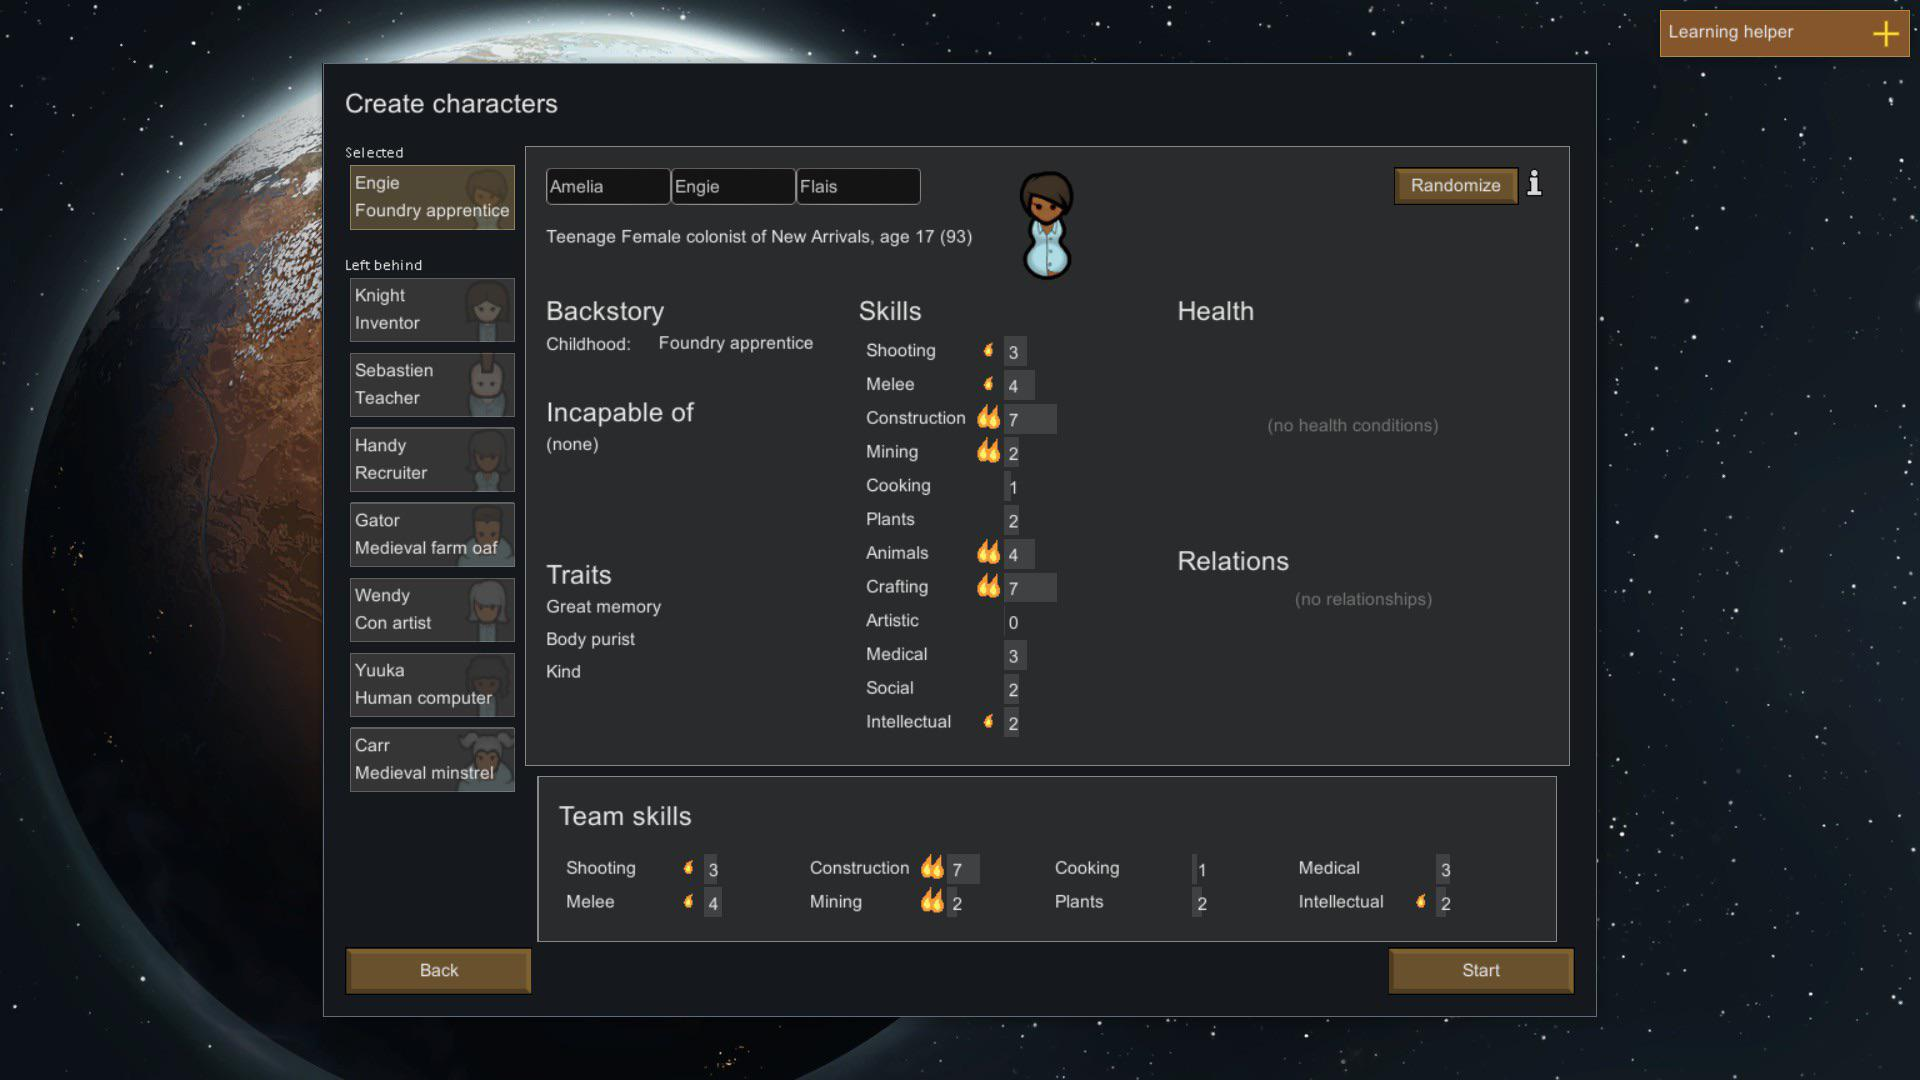 Learning helper
Create characters
Selected
Engie
Foundry apprentice
Left behind
Knight
Inventor
Sebastien
Teacher
Handy
Recruiter
Gator
Medieval farm oaf
Wendy
Con artist
Yuuka
Human computer
Carr
Medieval minstrel
Amelia Engie Flais
Randomize
Teenage Female colonist of New Arrivals, age 17 (93)
Backstory
Childhood: Foundry apprentice
Incapable of
(none)
Traits
Great memory
Body purist
Kind
Skills
Shooting 3
Melee 4
Construction 7
Mining 2
Cooking 1
Plants 2
Animals 4
Crafting 7
Artistic 0
Medical 3
Social 2
Intellectual 2
Health
(no health conditions)
Relations
(no relationships)
Team skills
Shooting 3 Construction 7 Cooking 1 Medical 3
Melee 4 Mining 2 Plants 2 Intellectual 2
Back
Start